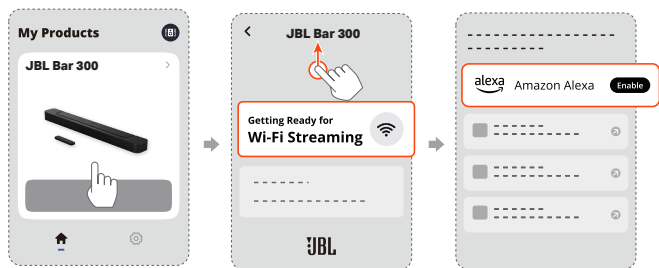 My Products
JBL Bar 300
JBL Bar 300
Getting Ready for
Wi-Fi Streaming
JBL
alexa
Amazon Alexa
Enable